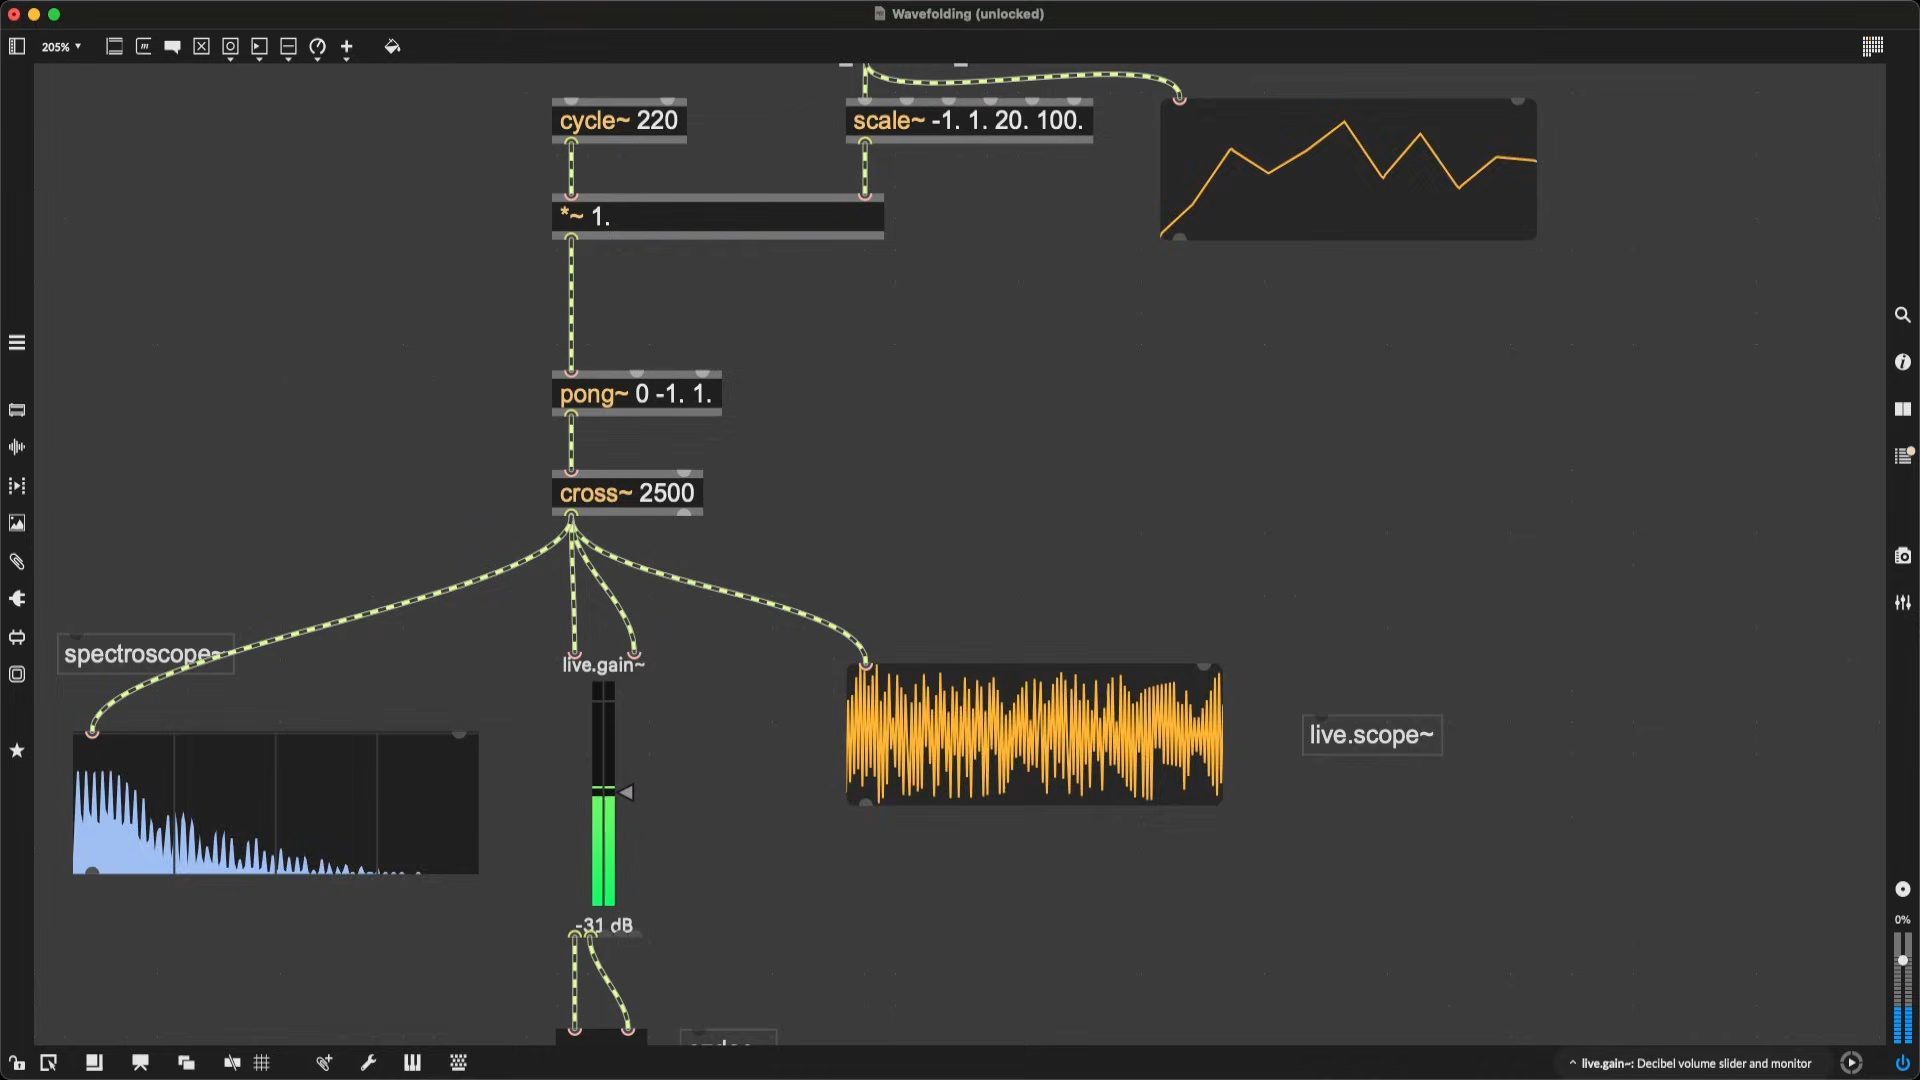 Wavefolding (unlocked)
205%
cycle~ 220
scale~ -1. 1. 20. 100.
*~ 1.
pong~ 0 -1. 1.
cross~ 2500
spectroscope~
live.gain~
live.scope~
-31 dB
0%
live.gain~: Decibel volume slider and monitor